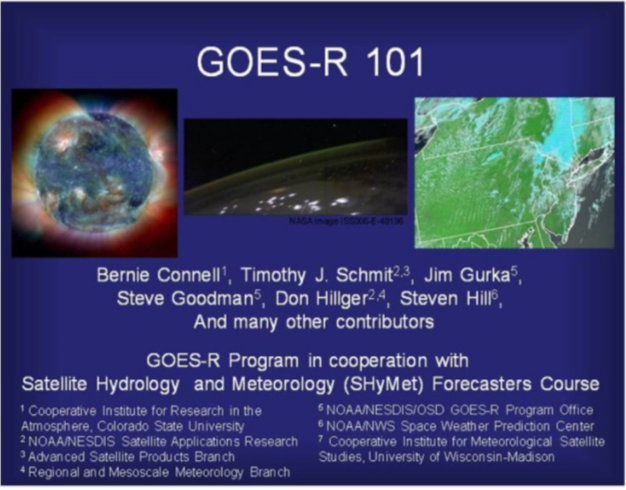 GOES-R 101
Bernie Connell¹, Timothy J. Schmit²,³, Jim Gurka⁵,
Steve Goodman⁵, Don Hillger²,⁴, Steven Hill⁶,
And many other contributors
GOES-R Program in cooperation with
Satellite Hydrology and Meteorology (SHyMet) Forecasters Course
¹ Cooperative Institute for Research in the
Atmosphere, Colorado State University
² NOAA/NESDIS Satellite Applications Research
³ Advanced Satellite Products Branch
⁴ Regional and Mesoscale Meteorology Branch
⁵ NOAA/NESDIS/OSD GOES-R Program Office
⁶ NOAA/NWS Space Weather Prediction Center
⁷ Cooperative Institute for Meteorological Satellite
Studies, University of Wisconsin-Madison